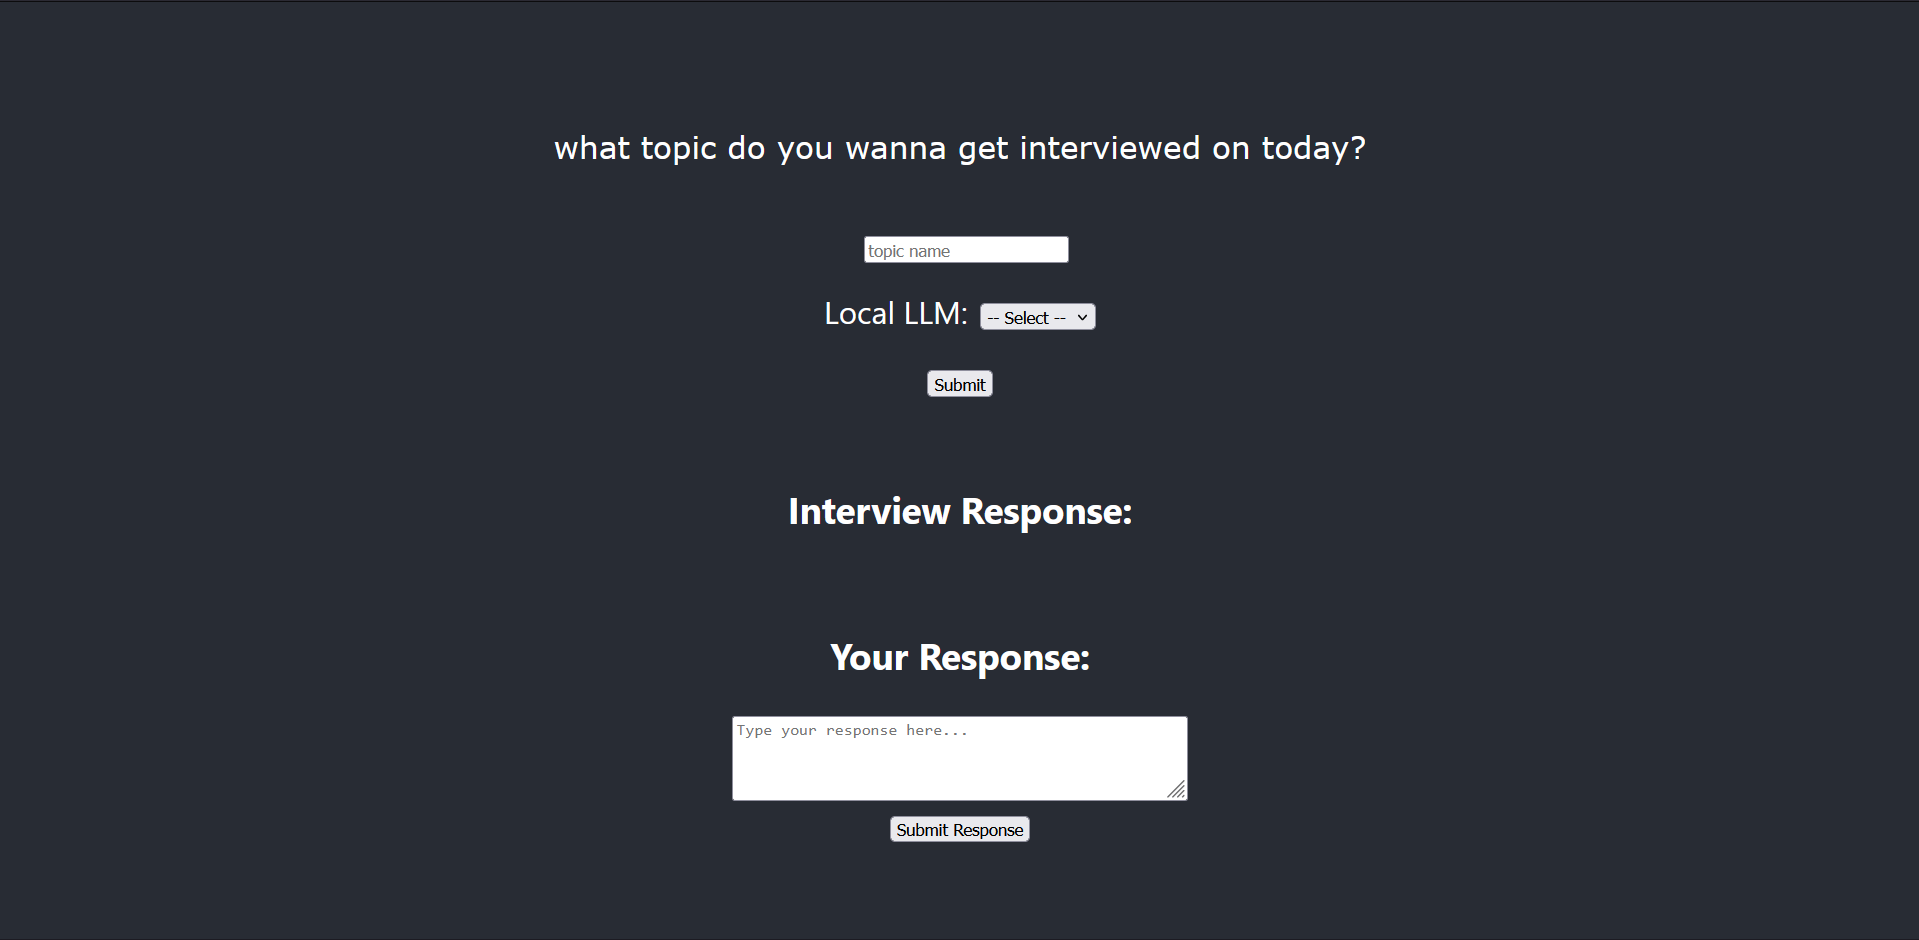 what topic do you wanna get interviewed on today?
topic name
Local LLM: -- Select --
Submit
Interview Response:
Your Response:
Type your response here...
Submit Response